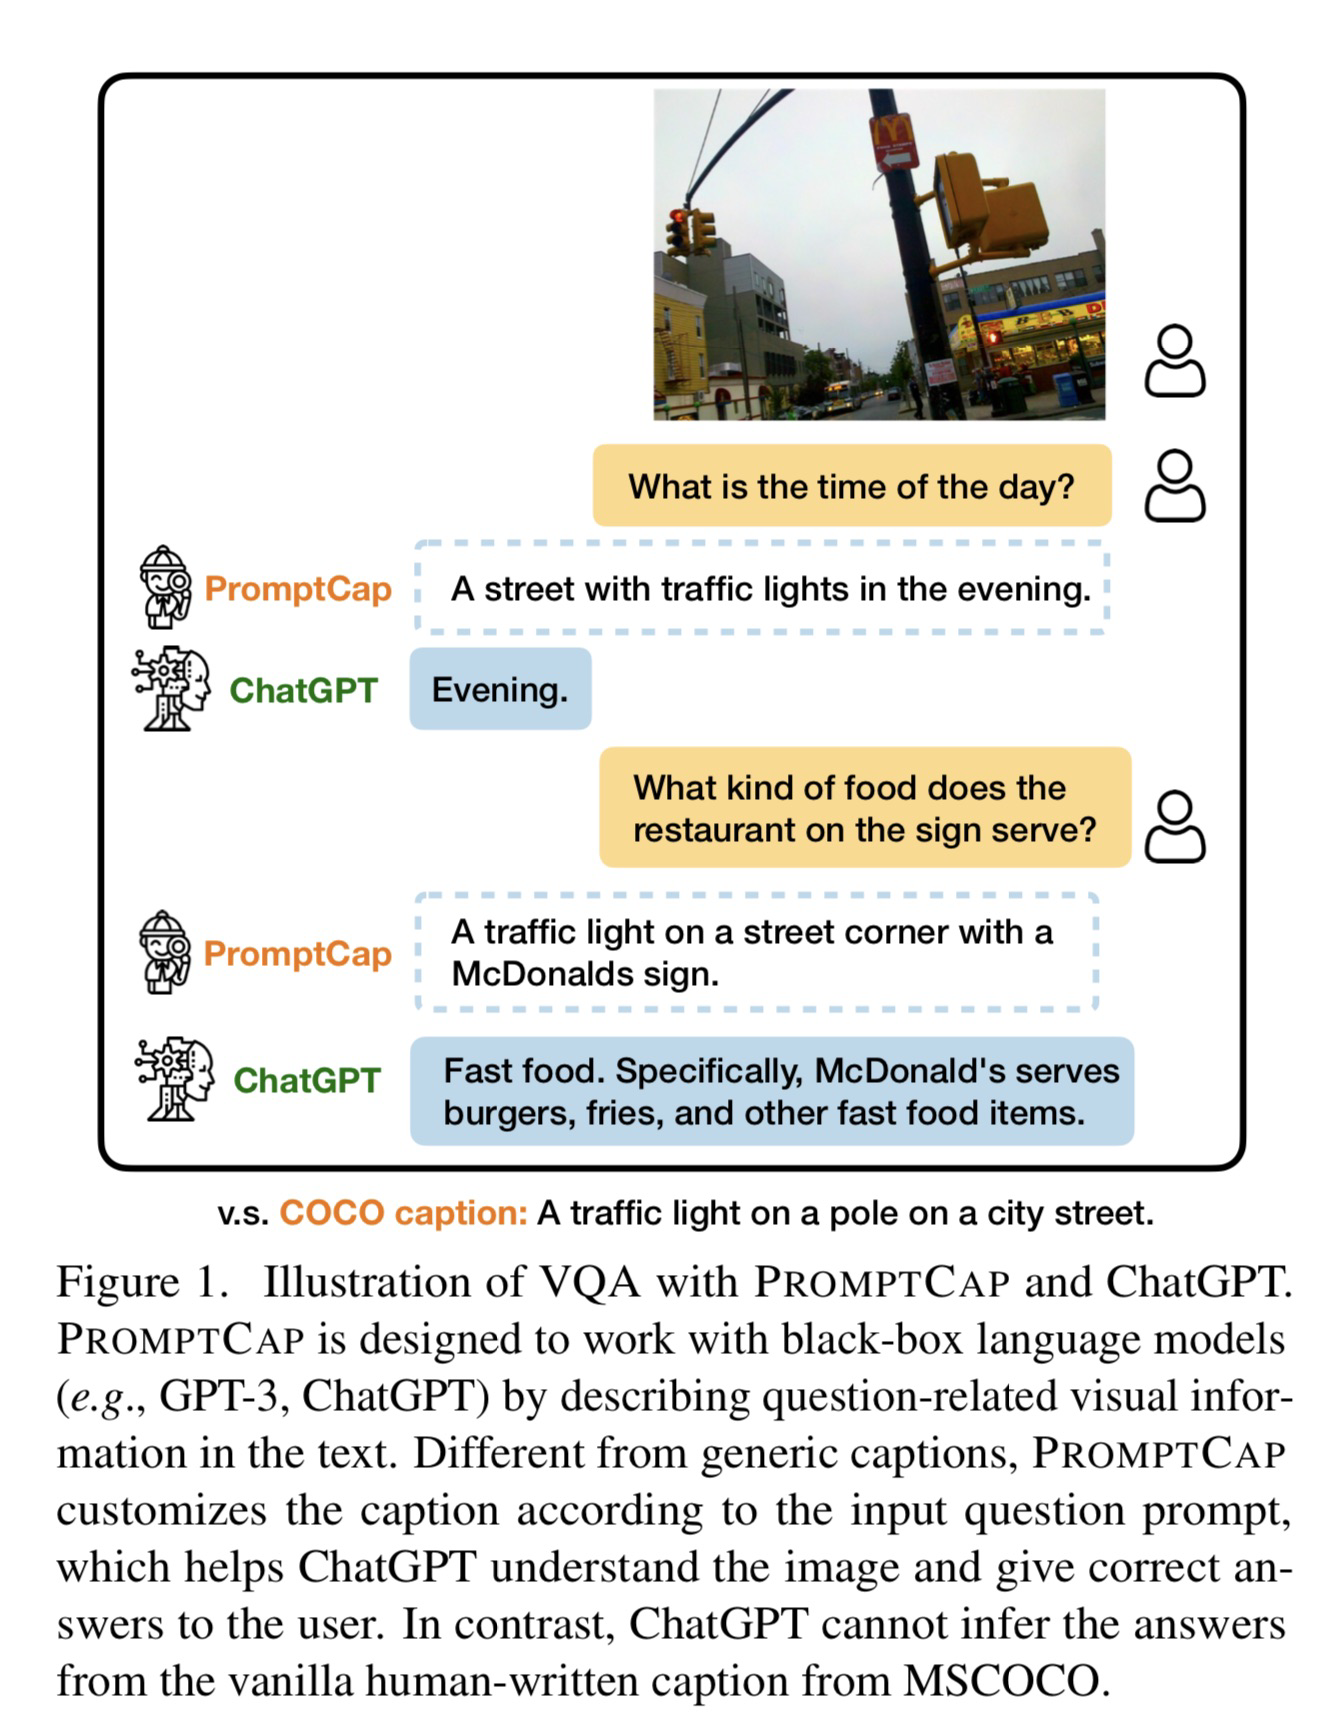 What is the time of the day?
PromptCap
A street with traffic lights in the evening.
ChatGPT
Evening.
What kind of food does the
restaurant on the sign serve?
PromptCap
A traffic light on a street corner with a
McDonalds sign.
ChatGPT
Fast food. Specifically, McDonald's serves
burgers, fries, and other fast food items.
v.s. COCO caption: A traffic light on a pole on a city street.
Figure 1. Illustration of VQA with PROMPTCAP and ChatGPT.
PROMPTCAP is designed to work with black-box language models
(e.g., GPT-3, ChatGPT) by describing question-related visual infor-
mation in the text. Different from generic captions, PROMPTCAP
customizes the caption according to the input question prompt,
which helps ChatGPT understand the image and give correct an-
swers to the user. In contrast, ChatGPT cannot infer the answers
from the vanilla human-written caption from MSCOCO.